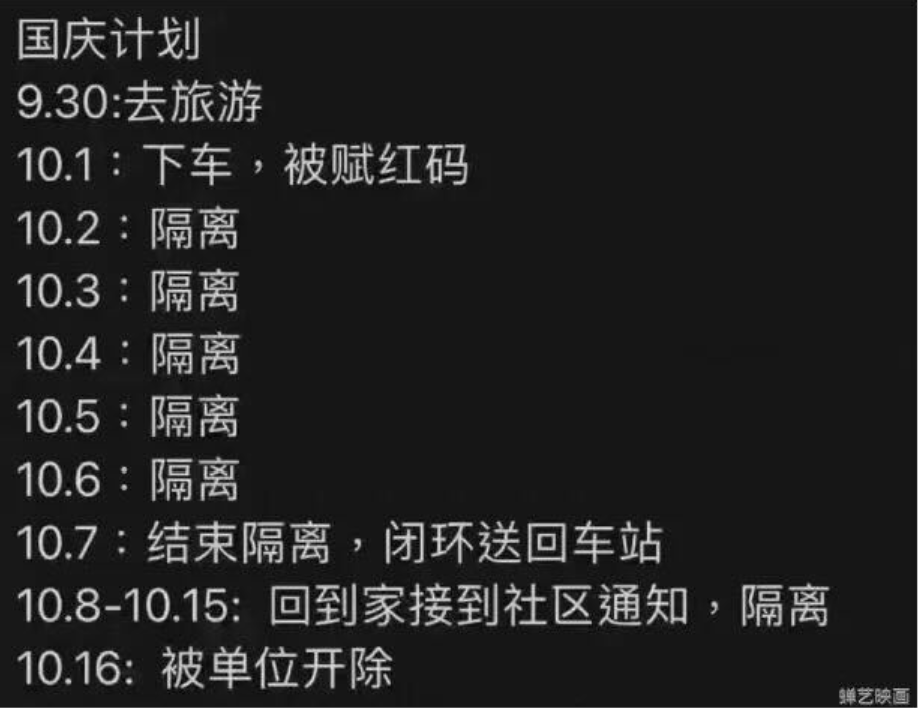 国庆计划
9.30:去旅游
10.1：下车，被赋红码
10.2：隔离
10.3：隔离
10.4：隔离
10.5：隔离
10.6：隔离
10.7：结束隔离，闭环送回车站
10.8-10.15: 回到家接到社区通知，隔离
10.16: 被单位开除
蝉艺映画